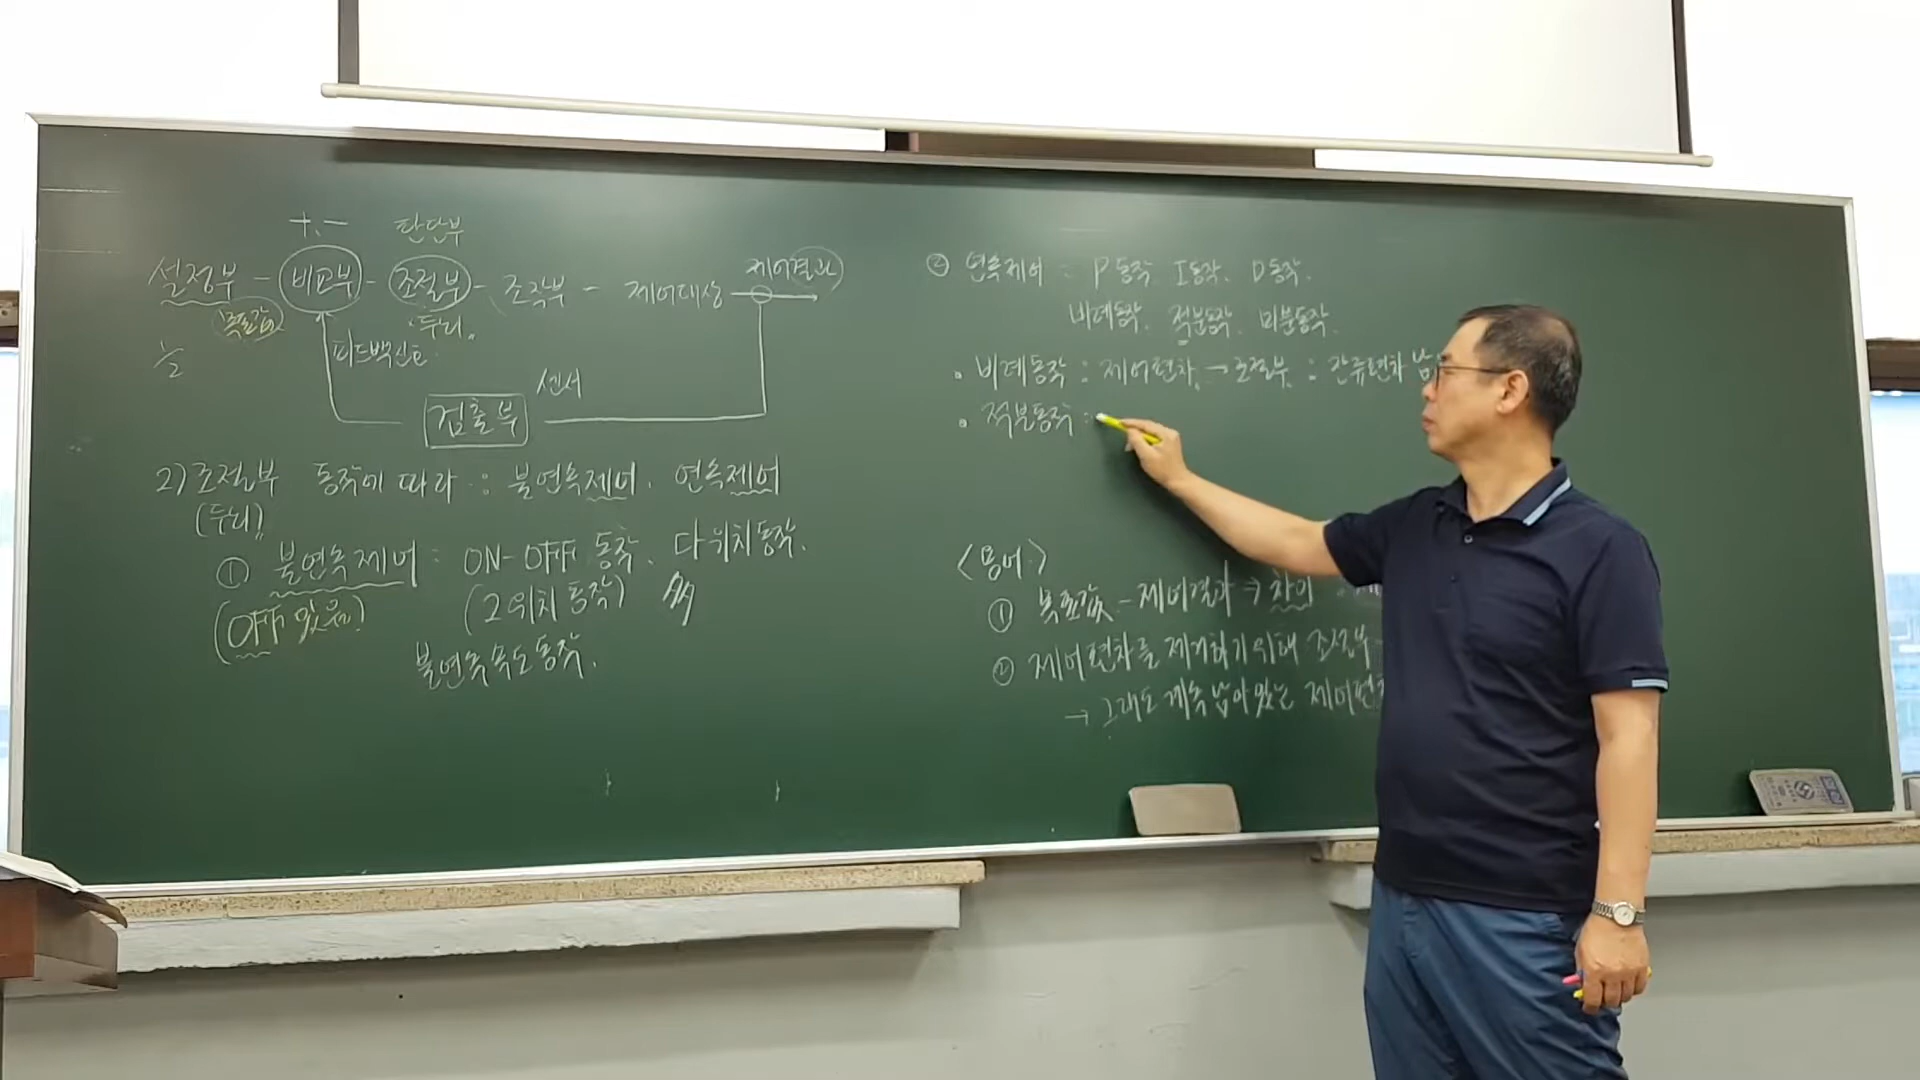 +, - 판단부
설정부 - 비교부 - 조절부 - 조작부 - 제어대상 제어결과
목표값 "두뇌"
피드백신호
1/2
센서
검출부
2) 조절부 동작에 따라 : 불연속제어. 연속제어
(두뇌)
① 불연속제어 : ON-OFF 동작. 다위치동작.
(OFF 있음) (2위치 동작) 多
불연속 속도 동작.
② 연속제어 : P동작 I동작. D동작.
비례동작. 적분동작. 미분동작.
• 비례동작 : 제어편차 → 조절부 : 잔류편차 남
• 적분동작 :
<용어>
① 목표값 - 제어결과 → 차이
② 제어편차를 제거하기위해 조절부
→ 그래도 계속 남아있는 제어편